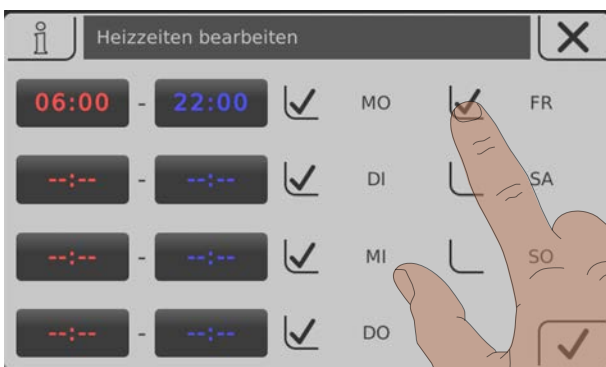 Heizzeiten bearbeiten
06:00 - 22:00 MO FR
--:-- - --:-- DI SA
--:-- - --:-- MI SO
--:-- - --:-- DO